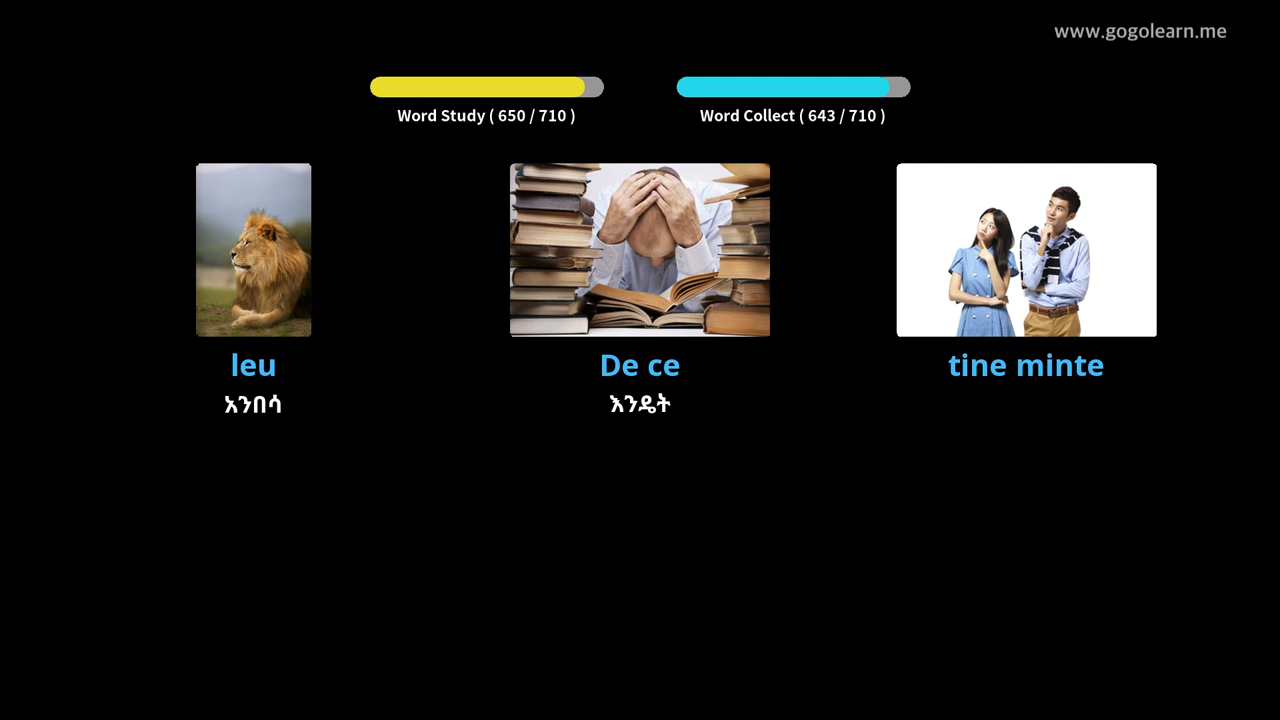 www.gogolearn.me
Word Study ( 650 / 710 )
Word Collect ( 643 / 710 )
leu
De ce
tine minte
አንበሳ
እንዴት